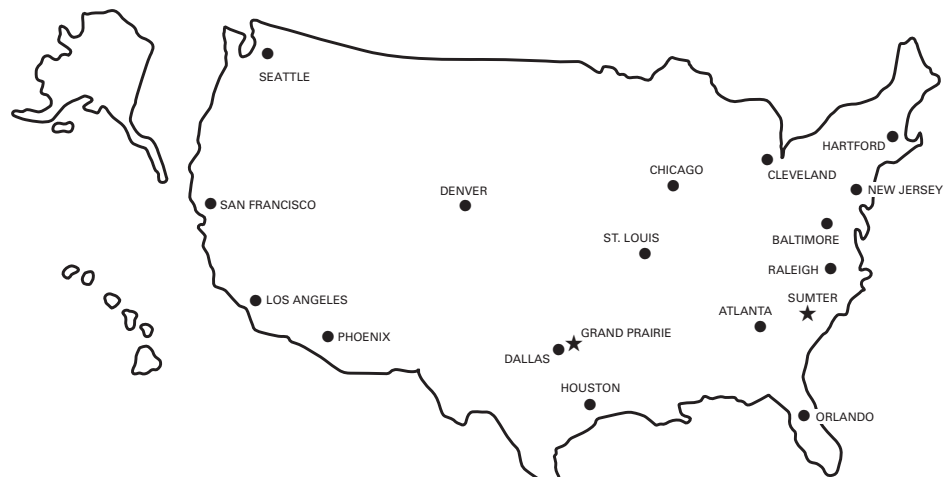 SEATTLE
HARTFORD
CLEVELAND
CHICAGO
DENVER
NEW JERSEY
SAN FRANCISCO
ST. LOUIS
BALTIMORE
RALEIGH
LOS ANGELES
SUMTER
ATLANTA
PHOENIX
GRAND PRAIRIE
DALLAS
HOUSTON
ORLANDO